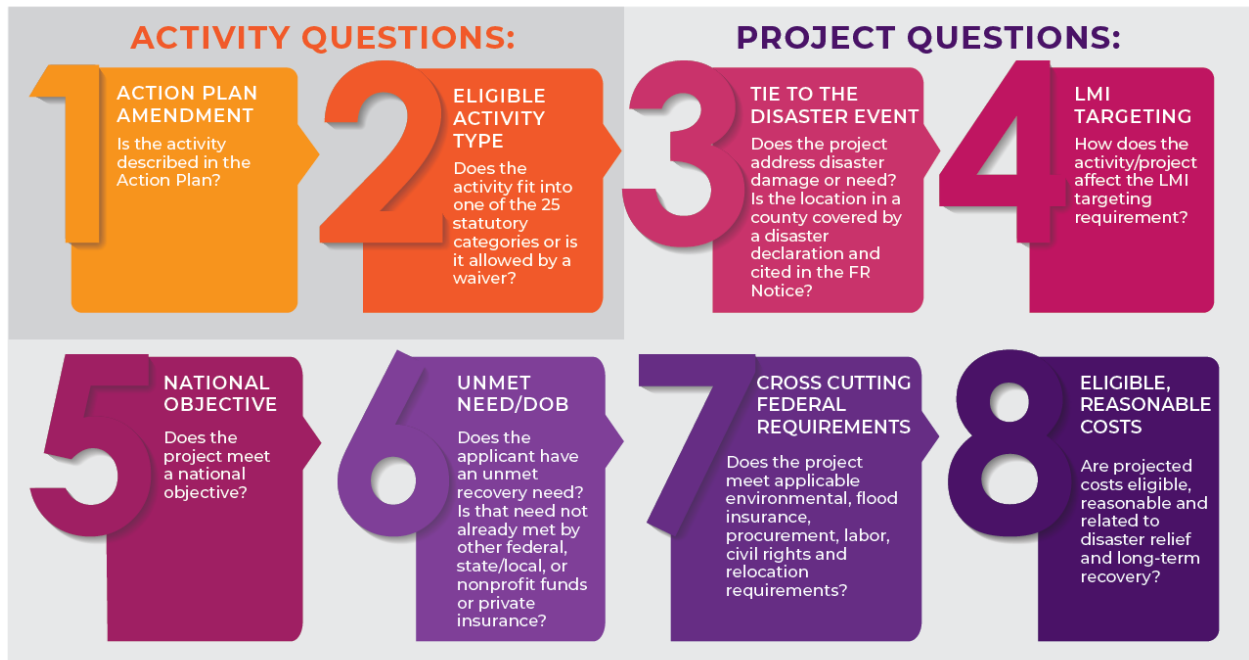 ACTIVITY QUESTIONS:
1
ACTION PLAN
AMENDMENT
Is the activity
described in the
Action Plan?
2
ELIGIBLE
ACTIVITY
TYPE
Does the
activity fit into
one of the 25
statutory
categories or is
it allowed by a
waiver?
PROJECT QUESTIONS:
3
TIE TO THE
DISASTER EVENT
Does the project
address disaster
damage or need?
Is the location in a
county covered by
a disaster
declaration and
cited in the FR
Notice?
4
LMI
TARGETING
How does the
activity/project
affect the LMI
targeting
requirement?
5
NATIONAL
OBJECTIVE
Does the
project meet
a national
objective?
6
UNMET
NEED/DOB
Does the
applicant have
an unmet
recovery need?
Is that need not
already met by
other federal,
state/local, or
nonprofit funds
or private
insurance?
7
CROSS CUTTING
FEDERAL
REQUIREMENTS
Does the project
meet applicable
environmental, flood
insurance,
procurement, labor,
civil rights and
relocation
requirements?
8
ELIGIBLE,
REASONABLE
COSTS
Are projected
costs eligible,
reasonable and
related to
disaster relief
and long-term
recovery?